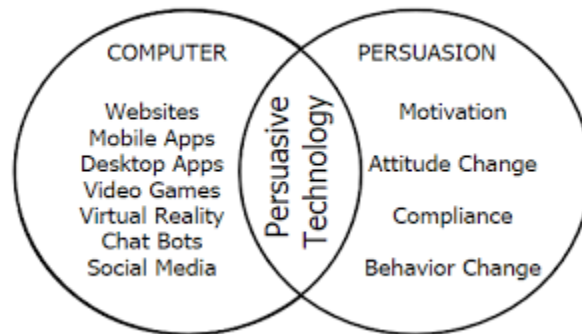 COMPUTER
Websites
Mobile Apps
Desktop Apps
Video Games
Virtual Reality
Chat Bots
Social Media
Persuasive
Technology
PERSUASION
Motivation
Attitude Change
Compliance
Behavior Change